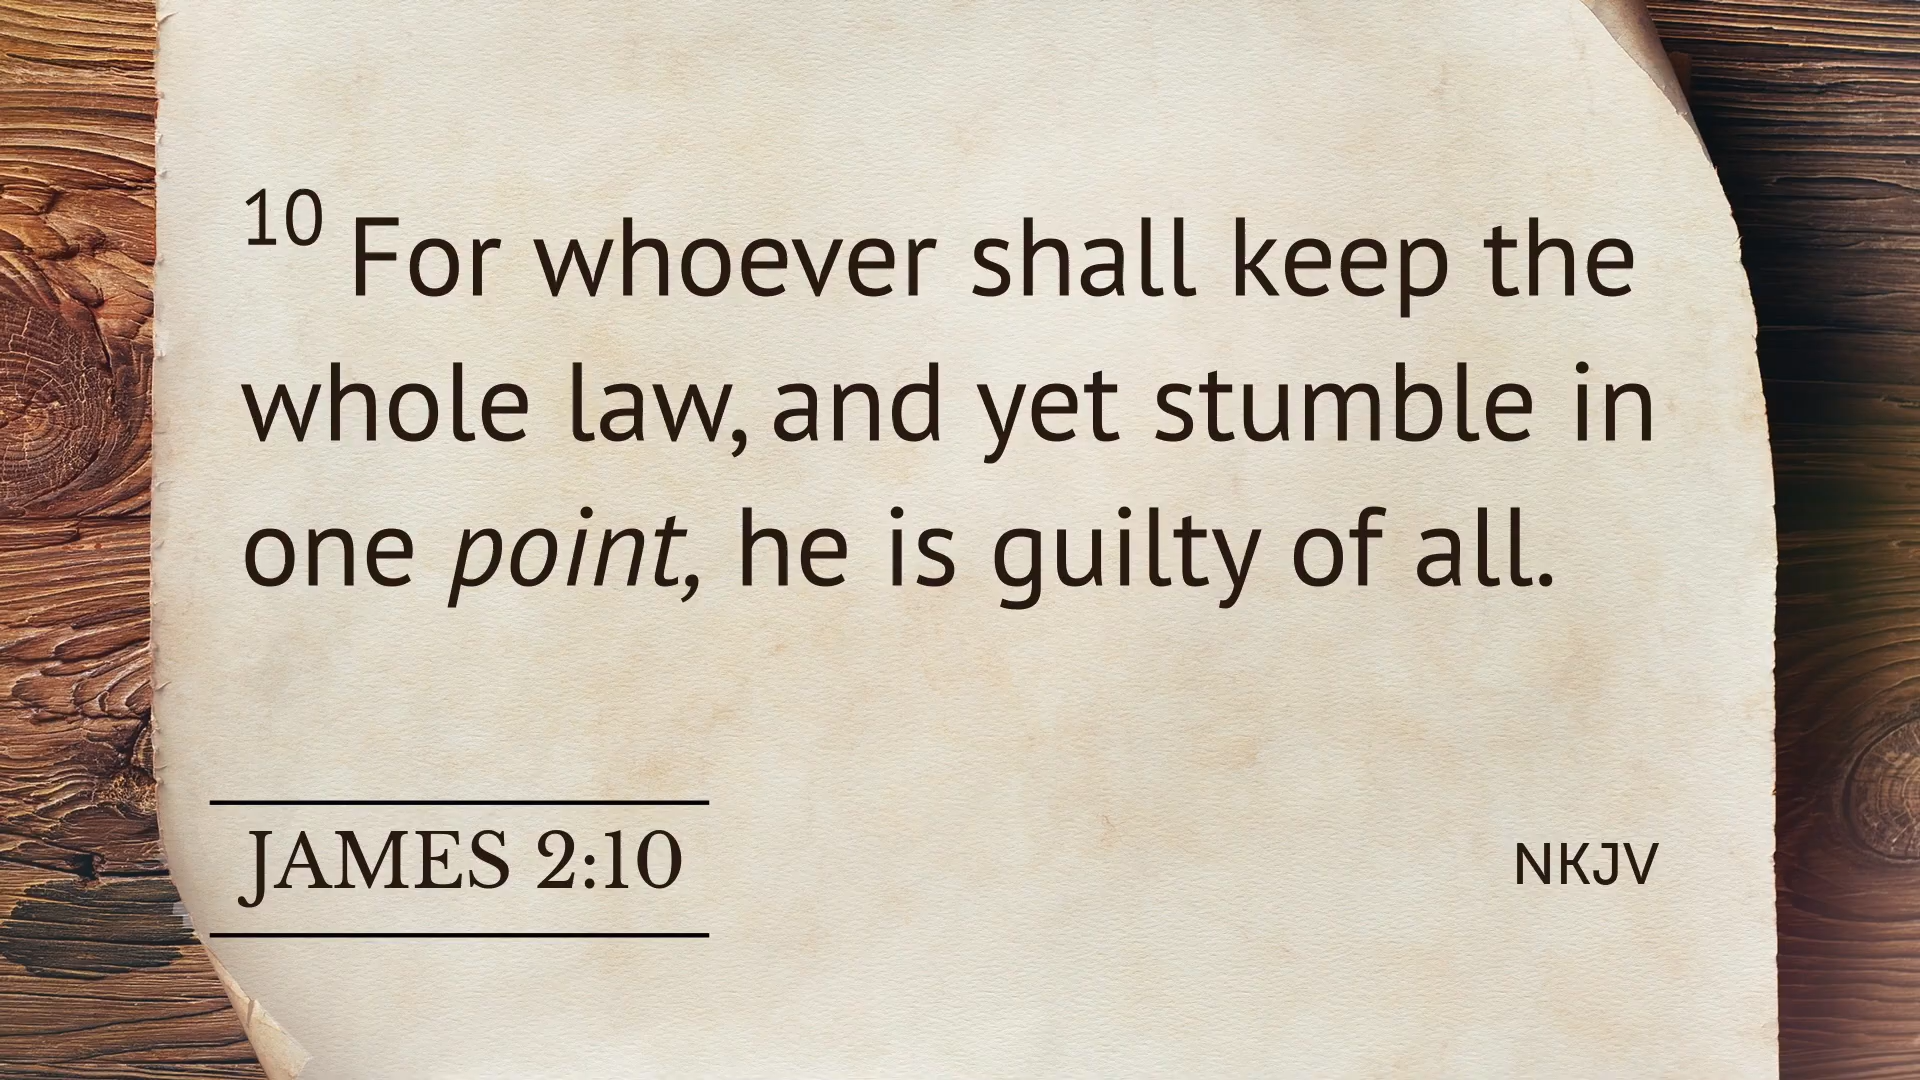 10 For whoever shall keep the
whole law, and yet stumble in
one point, he is guilty of all.
JAMES 2:10
NKJV